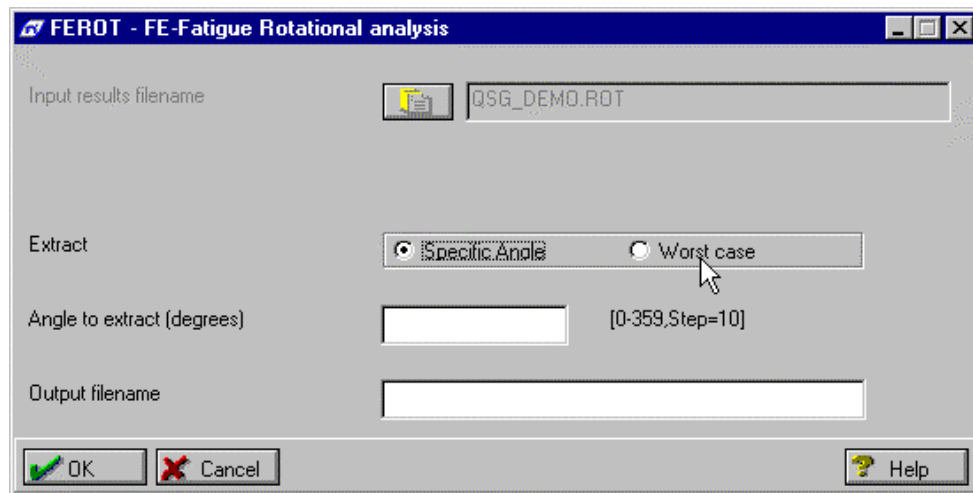 FEROT - FE-Fatigue Rotational analysis
Input results filename
QSG_DEMO.ROT
Extract
Specific Angle
Worst case
Angle to extract (degrees)
[0-359,Step=10]
Output filename
OK
Cancel
Help